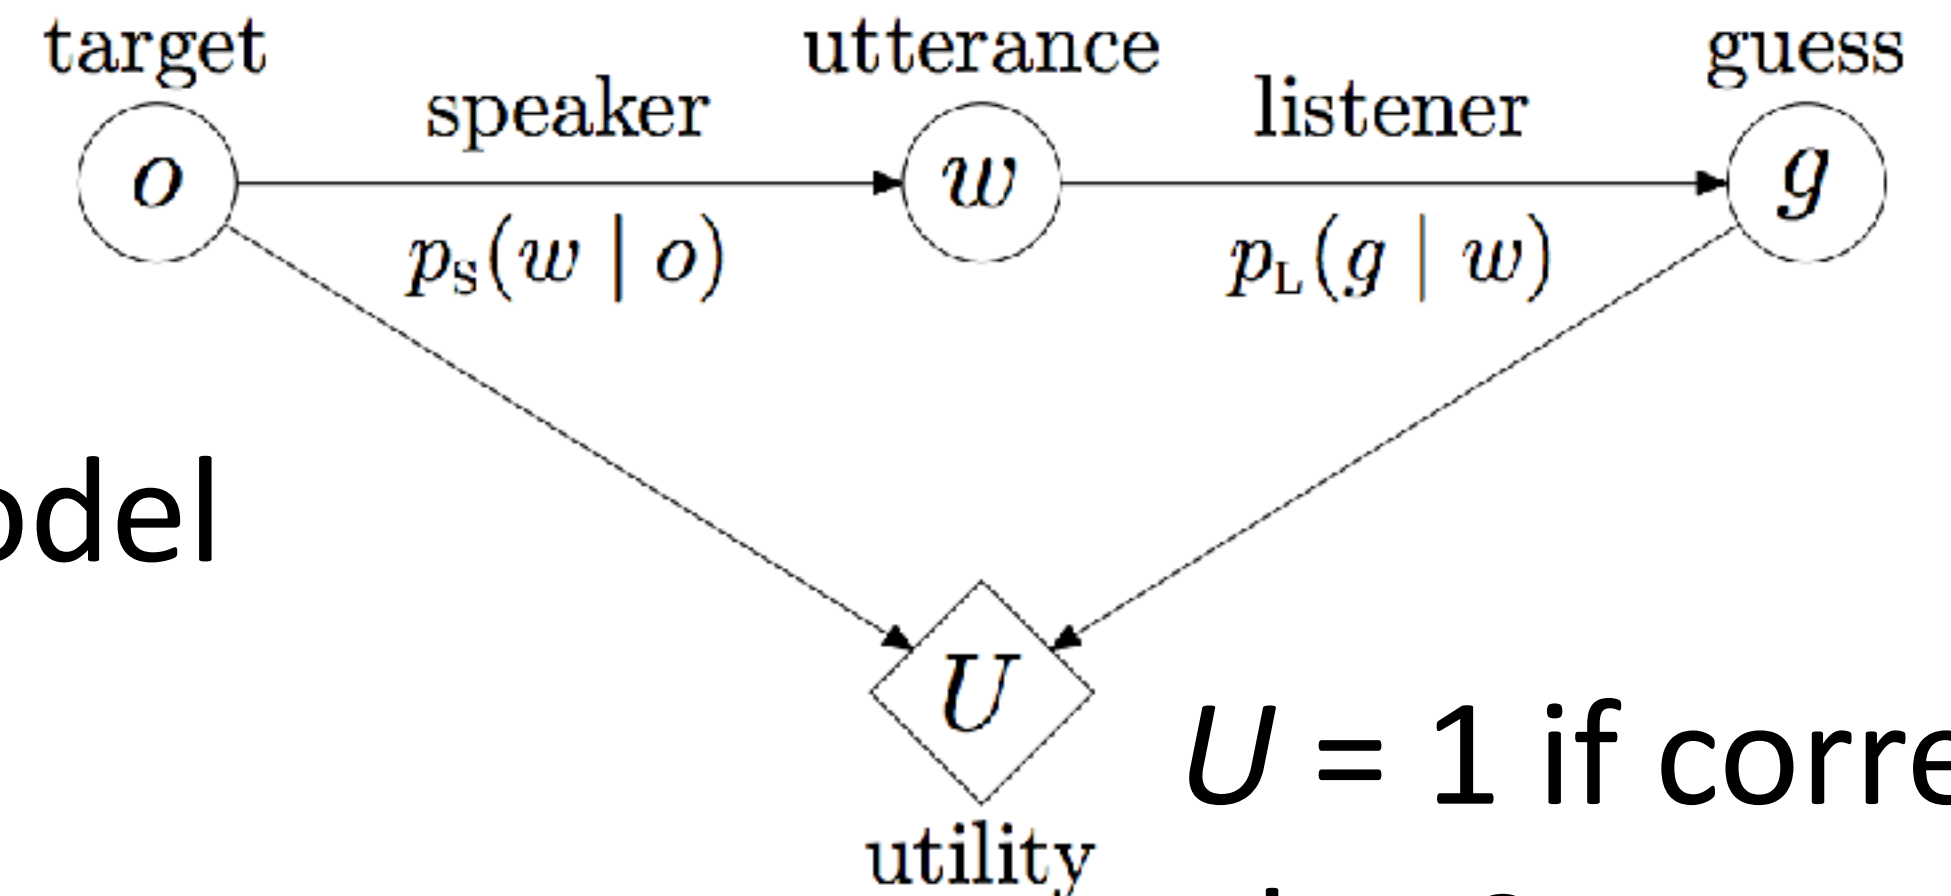 target
utterance
guess
speaker
listener
o
w
g
p_S(w | o)
p_L(g | w)
odel
U
U = 1 if corre
utility